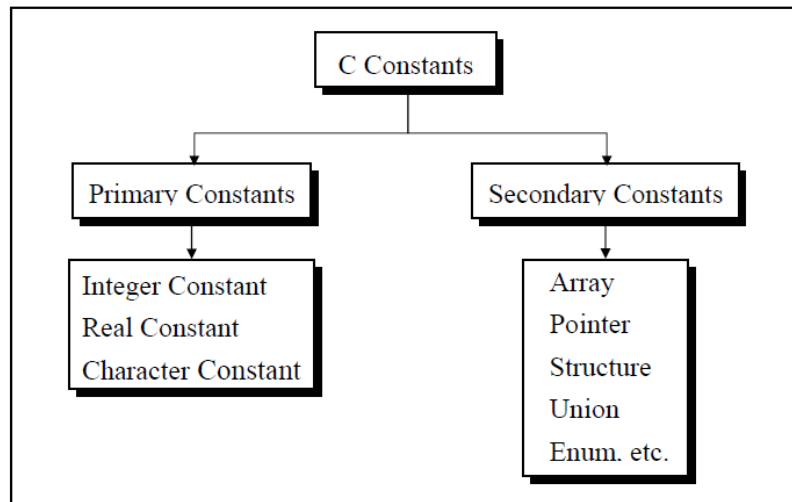 C Constants
Primary Constants
Secondary Constants
Integer Constant
Real Constant
Character Constant
Array
Pointer
Structure
Union
Enum. etc.